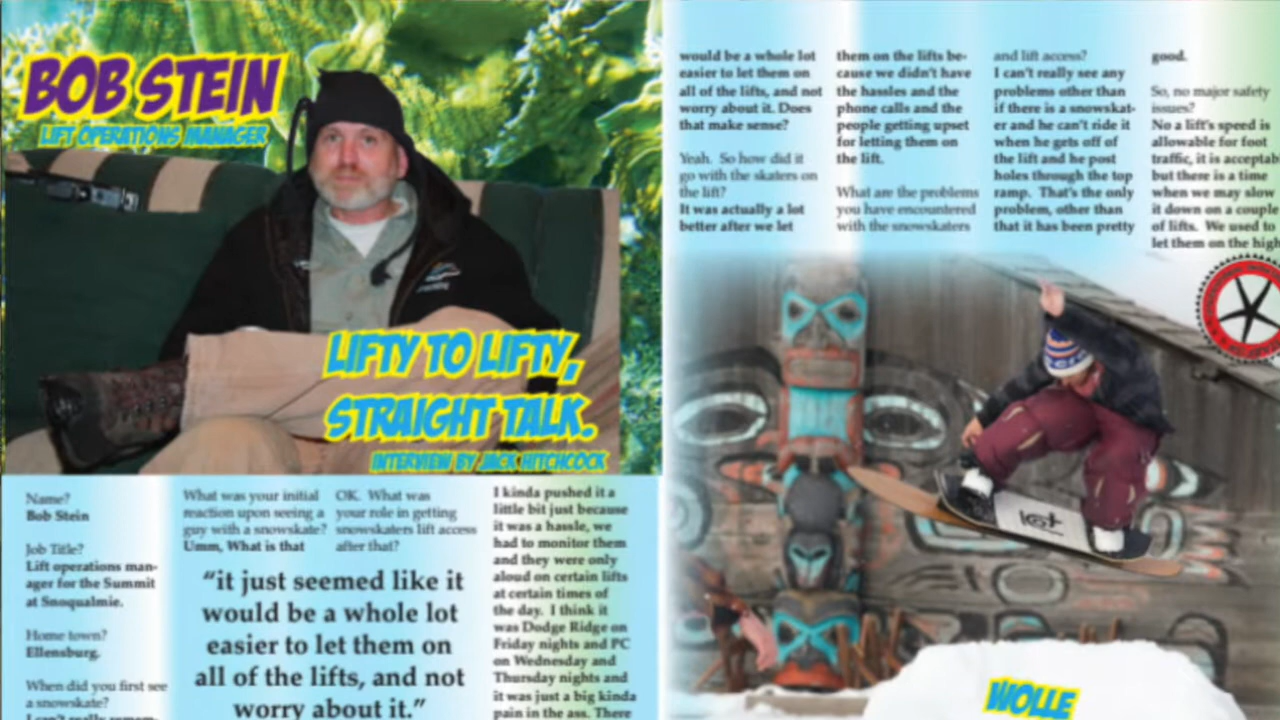 BOB STEIN
LIFT OPERATIONS MANAGER
LIFTY TO LIFTY,
STRAIGHT TALK.
INTERVIEW BY JACK HITCHCOCK
Name?
Bob Stein
Job Title?
Lift operations man-
ager for the Summit
at Snoqualmie.
Home town?
Ellensburg.
When did you first see
a snowskate?
What was your initial
reaction upon seeing a
guy with a snowskate?
Umm, What is that
OK. What was
your role in getting
snowskaters lift access
after that?
"it just seemed like it
would be a whole lot
easier to let them on
all of the lifts, and not
worry about it."
I kinda pushed it a
little bit just because
it was a hassle, we
had to monitor them
and they were only
aloud on certain lifts
at certain times of
the day. I think it
was Dodge Ridge on
Friday nights and PC
on Wednesday and
Thursday nights and
it was just a big kinda
pain in the ass. There
would be a whole lot
easier to let them on
all of the lifts, and not
worry about it. Does
that make sense?
Yeah. So how did it
go with the skaters on
the lift?
It was actually a lot
better after we let
them on the lifts be-
cause we didn't have
the hassles and the
phone calls and the
people getting upset
for letting them on
the lift.
What are the problems
you have encountered
with the snowskaters
and lift access?
I can't really see any
problems other than
if there is a snowskat-
er and he can't ride it
when he gets off of
the lift and he post
holes through the top
ramp. That's the only
problem, other than
that it has been pretty
good.
So, no major safety
issues?
No a lift's speed is
allowable for foot
traffic, it is acceptab
but there is a time
when we may slow
it down on a couple
of lifts. We used to
let them on the high
WOLLE